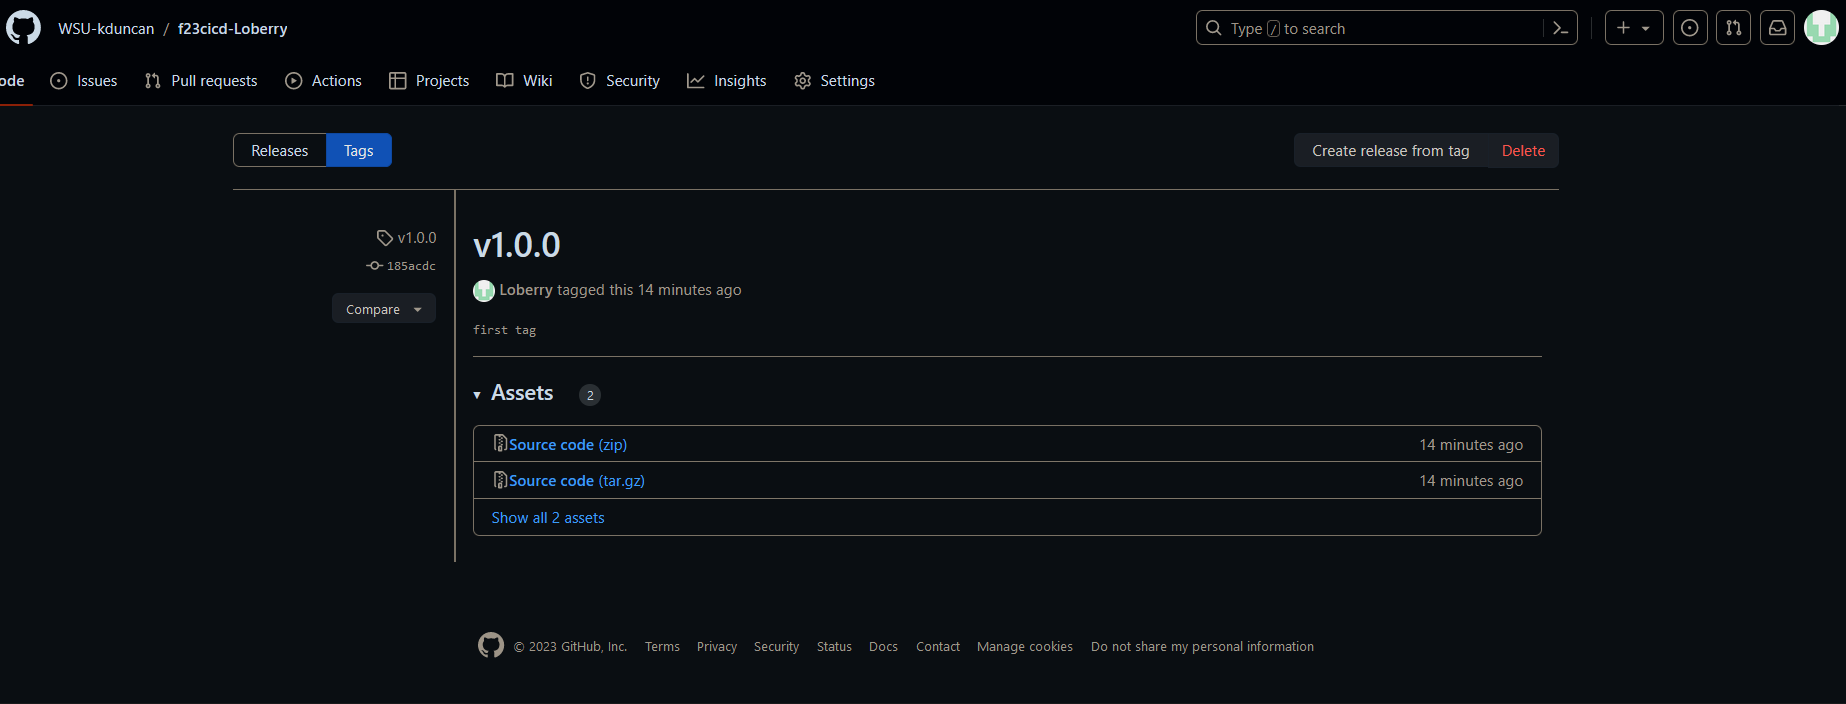 WSU-kduncan / f23cicd-Loberry
Type / to search
ode Issues Pull requests Actions Projects Wiki Security Insights Settings
Releases Tags
Create release from tag Delete
v1.0.0
185acdc
Compare
v1.0.0
Loberry tagged this 14 minutes ago
first tag
Assets 2
Source code (zip) 14 minutes ago
Source code (tar.gz) 14 minutes ago
Show all 2 assets
© 2023 GitHub, Inc. Terms Privacy Security Status Docs Contact Manage cookies Do not share my personal information